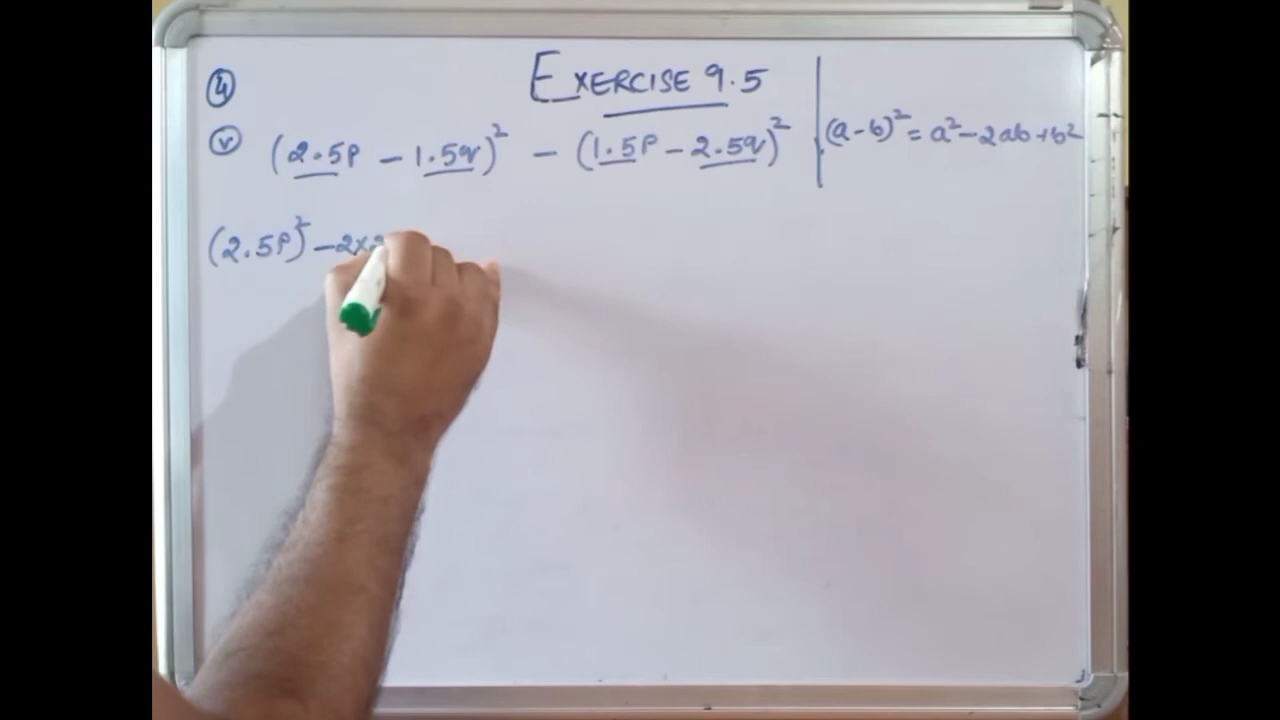 ④ EXERCISE 9.5
ⓥ (2.5p - 1.5q)² - (1.5p - 2.5q)²
(a-b)² = a² - 2ab + b²
(2.5p)² - 2×2